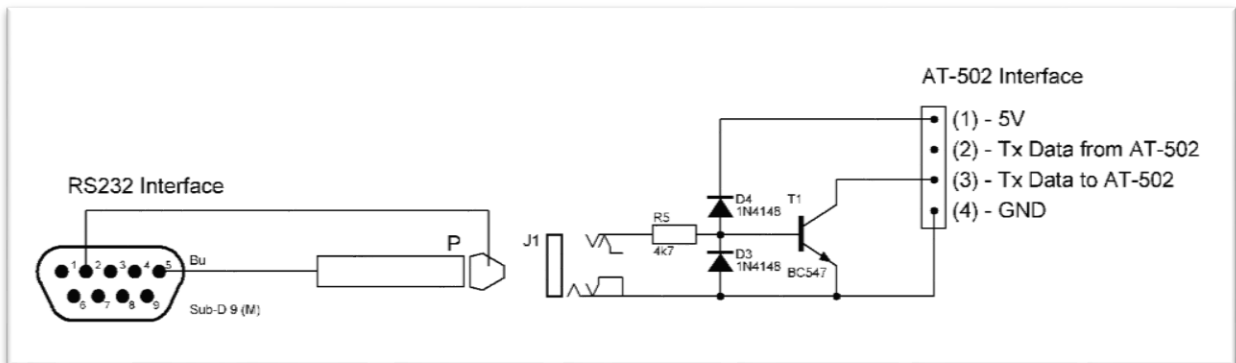 AT-502 Interface
(1) - 5V
(2) - Tx Data from AT-502
(3) - Tx Data to AT-502
(4) - GND
RS232 Interface
P
J1
R5
4k7
D4
1N4148
D3
1N4148
T1
BC547
1 2 3 4 5
6 7 8 9
Bu
Sub-D 9 (M)